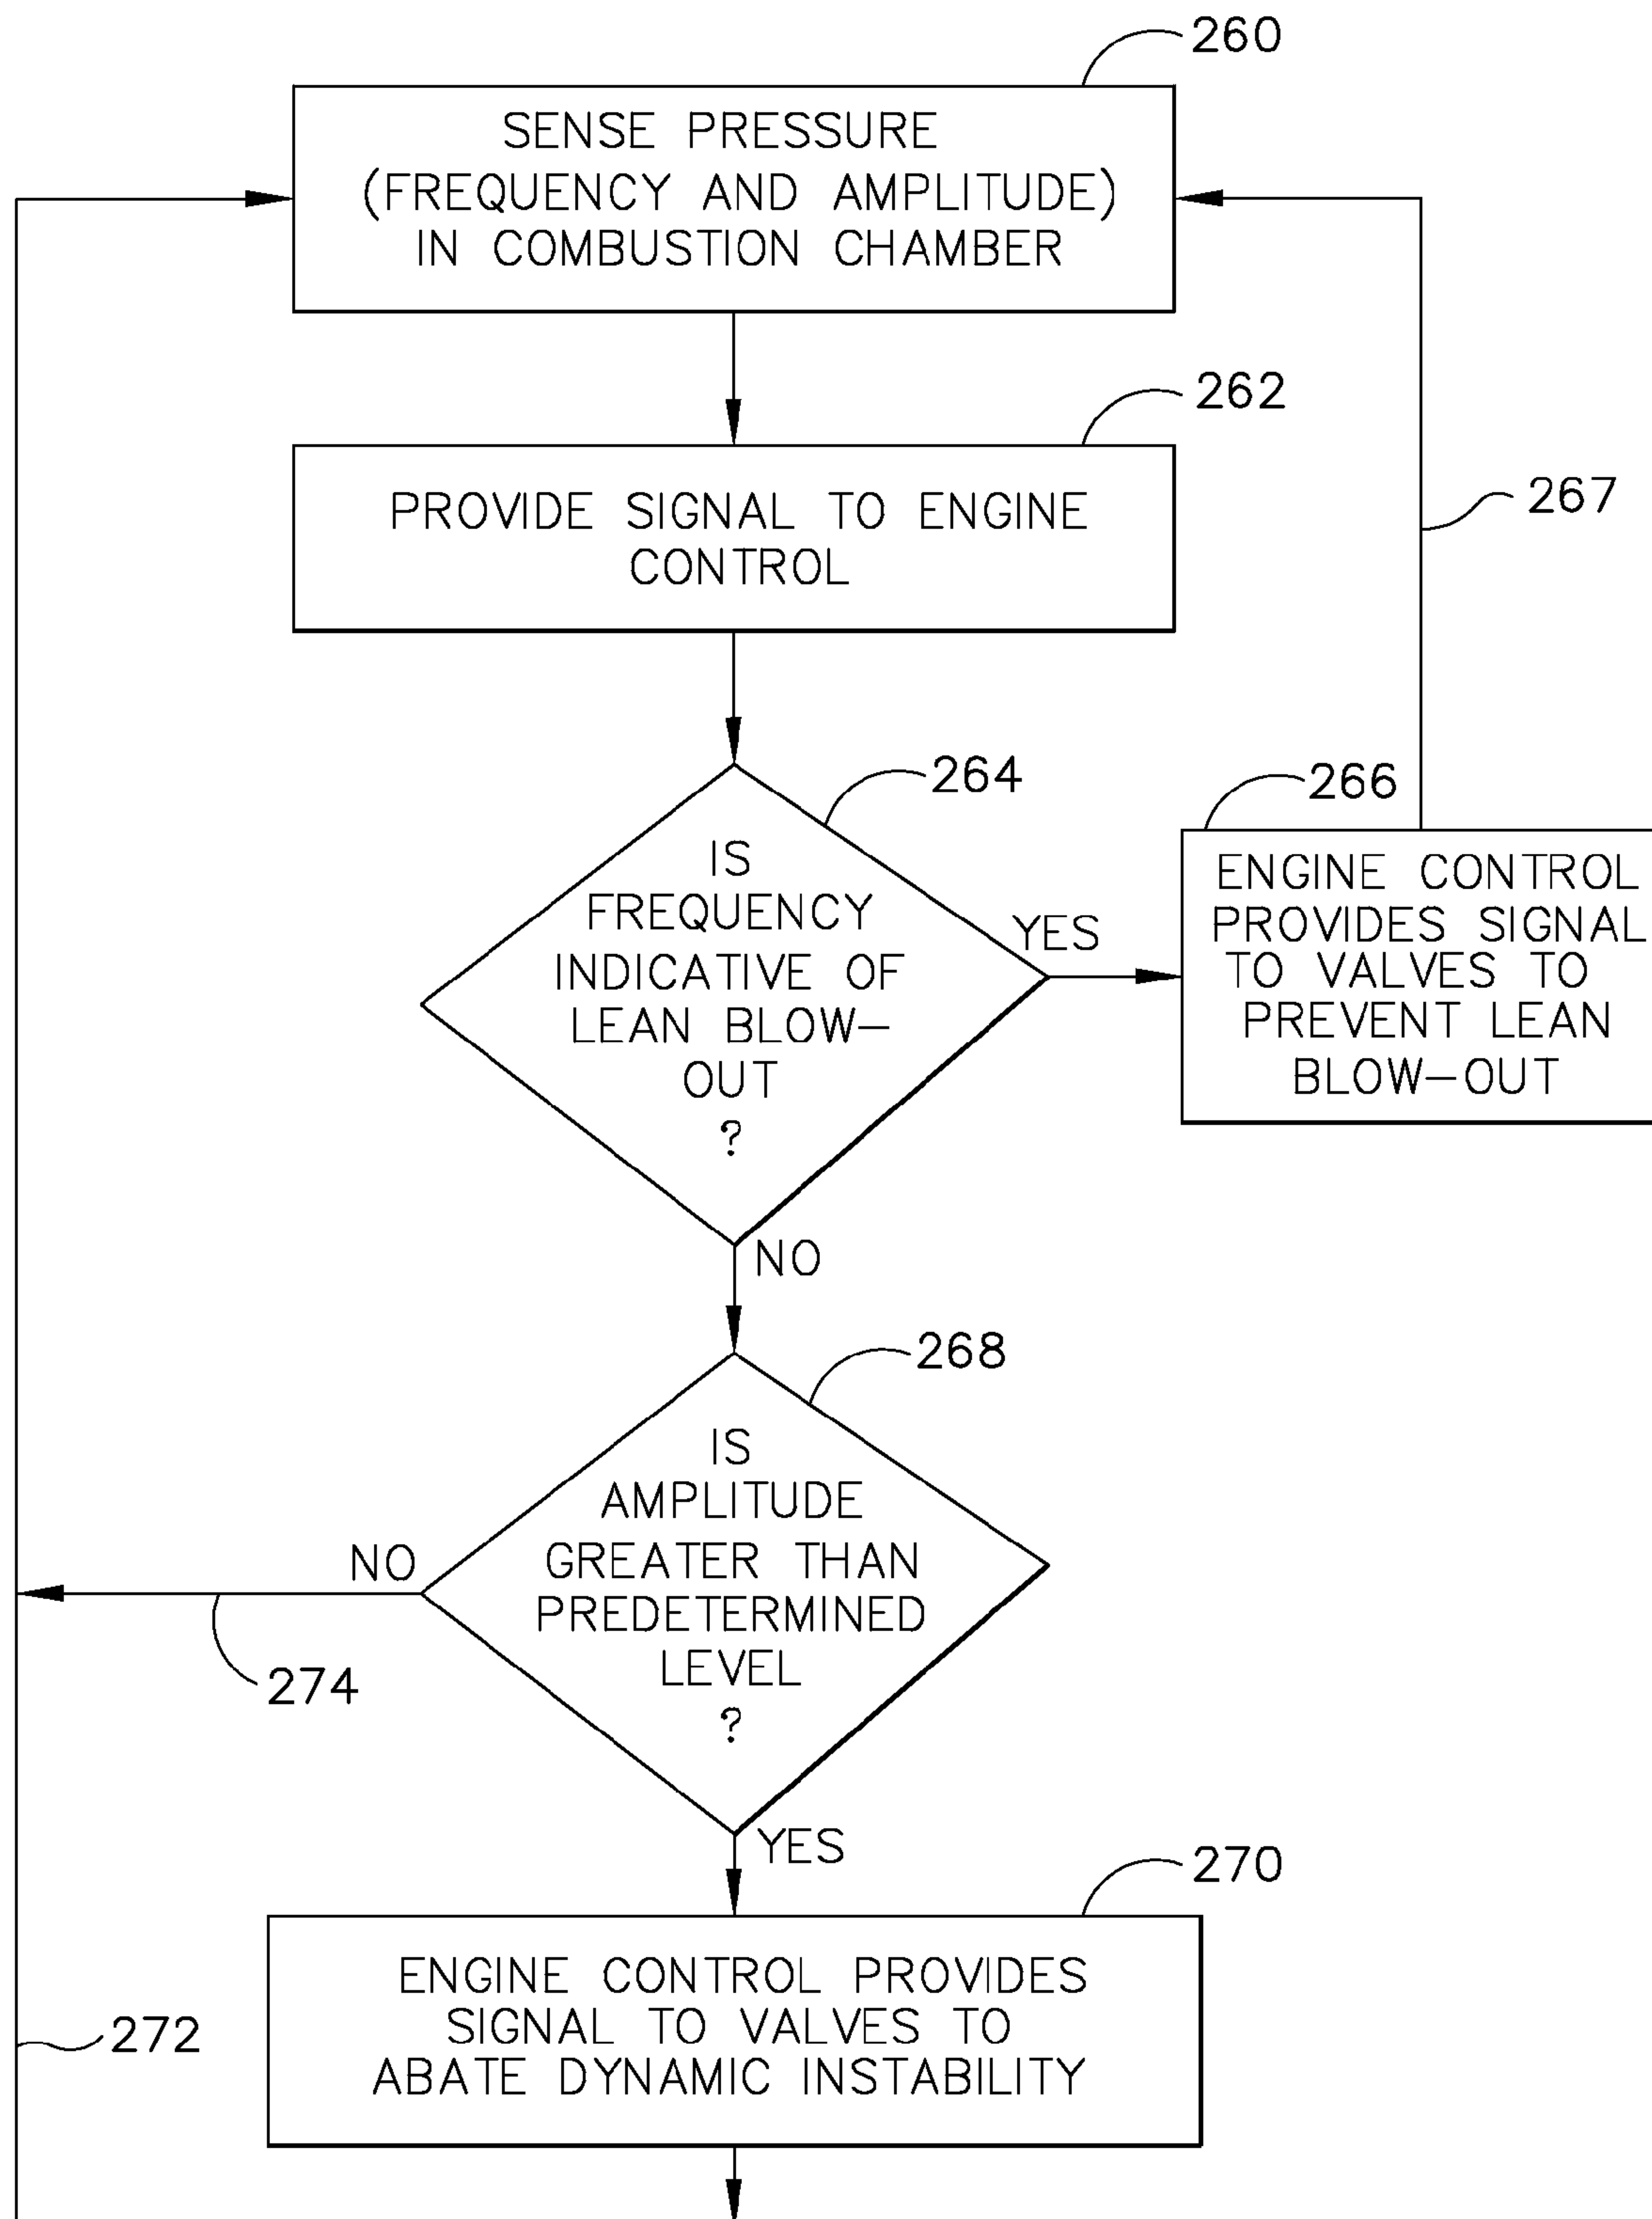 260
SENSE PRESSURE
(FREQUENCY AND AMPLITUDE)
IN COMBUSTION CHAMBER
262
PROVIDE SIGNAL TO ENGINE
CONTROL
267
264
IS
FREQUENCY
INDICATIVE OF
LEAN BLOW-
OUT
?
YES
266
ENGINE CONTROL
PROVIDES SIGNAL
TO VALVES TO
PREVENT LEAN
BLOW-OUT
NO
268
IS
AMPLITUDE
GREATER THAN
PREDETERMINED
LEVEL
?
NO
274
YES
270
ENGINE CONTROL PROVIDES
SIGNAL TO VALVES TO
ABATE DYNAMIC INSTABILITY
272